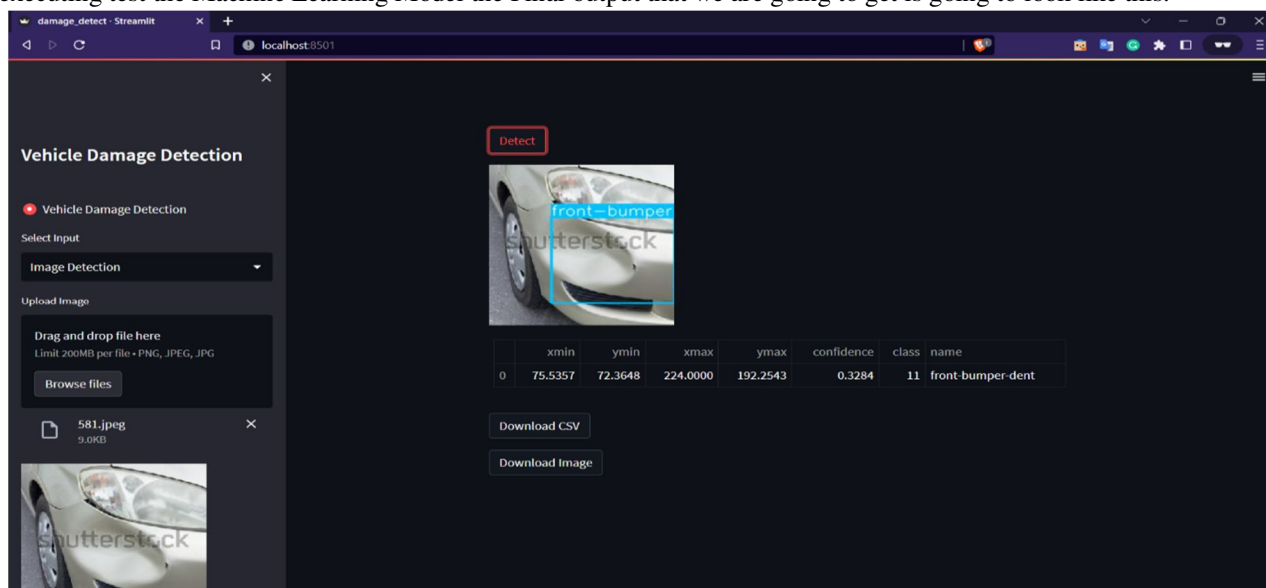 executing test the Machine Learning Model the Final output that we are going to get is going to look like this.
damage_detect · Streamlit
localhost:8501
Vehicle Damage Detection
Vehicle Damage Detection
Select Input
Image Detection
Upload Image
Drag and drop file here
Limit 200MB per file • PNG, JPEG, JPG
Browse files
581.jpeg
9.0KB
shutterstock
Detect
front-bumper
shutterstock
xmin ymin xmax ymax confidence class name
0 75.5357 72.3648 224.0000 192.2543 0.3284 11 front-bumper-dent
Download CSV
Download Image